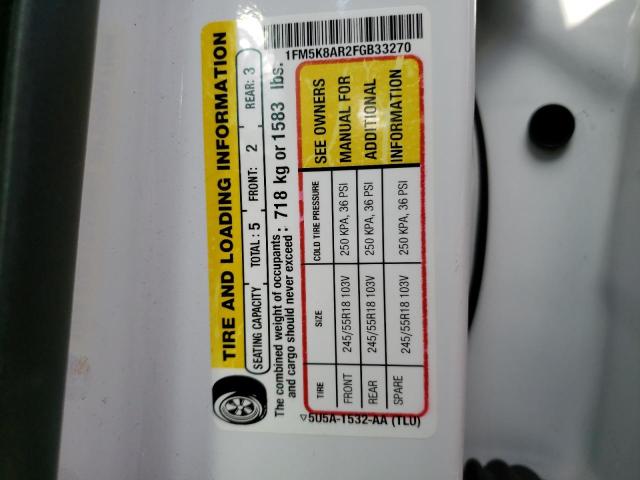 TIRE AND LOADING INFORMATION
SEATING CAPACITY TOTAL : 5 FRONT: 2 REAR: 3
The combined weight of occupants and cargo should never exceed : 718 kg or 1583 lbs.
TIRE SIZE COLD TIRE PRESSURE
FRONT 245/55R18 103V 250 KPA, 36 PSI
REAR 245/55R18 103V 250 KPA, 36 PSI
SPARE 245/55R18 103V 250 KPA, 36 PSI
SEE OWNERS
MANUAL FOR
ADDITIONAL
INFORMATION
5U5A-1532-AA (TL0)
1FM5K8AR2FGB33270